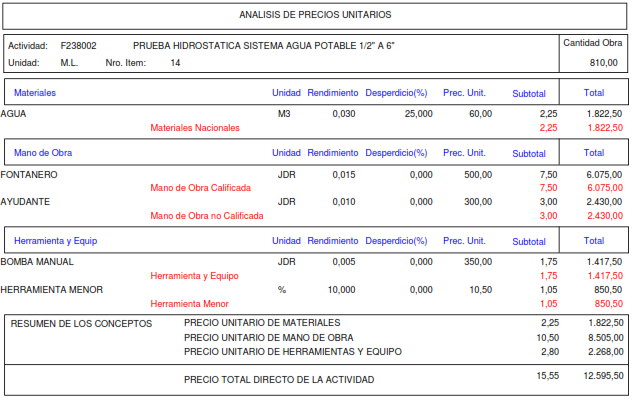 ANALISIS DE PRECIOS UNITARIOS
Actividad: F238002 PRUEBA HIDROSTATICA SISTEMA AGUA POTABLE 1/2" A 6" Cantidad Obra
Unidad: M.L. Nro. Item: 14 810,00
Materiales Unidad Rendimiento Desperdicio(%) Prec. Unit. Subtotal Total
AGUA M3 0,030 25,000 60,00 2,25 1.822,50
Materiales Nacionales 2,25 1.822,50
Mano de Obra Unidad Rendimiento Desperdicio(%) Prec. Unit. Subtotal Total
FONTANERO JDR 0,015 0,000 500,00 7,50 6.075,00
Mano de Obra Calificada 7,50 6.075,00
AYUDANTE JDR 0,010 0,000 300,00 3,00 2.430,00
Mano de Obra no Calificada 3,00 2.430,00
Herramienta y Equip Unidad Rendimiento Desperdicio(%) Prec. Unit. Subtotal Total
BOMBA MANUAL JDR 0,005 0,000 350,00 1,75 1.417,50
Herramienta y Equipo 1,75 1.417,50
HERRAMIENTA MENOR % 10,000 0,000 10,50 1,05 850,50
Herramienta Menor 1,05 850,50
RESUMEN DE LOS CONCEPTOS PRECIO UNITARIO DE MATERIALES 2,25 1.822,50
PRECIO UNITARIO DE MANO DE OBRA 10,50 8.505,00
PRECIO UNITARIO DE HERRAMIENTAS Y EQUIPO 2,80 2.268,00
PRECIO TOTAL DIRECTO DE LA ACTIVIDAD 15,55 12.595,50